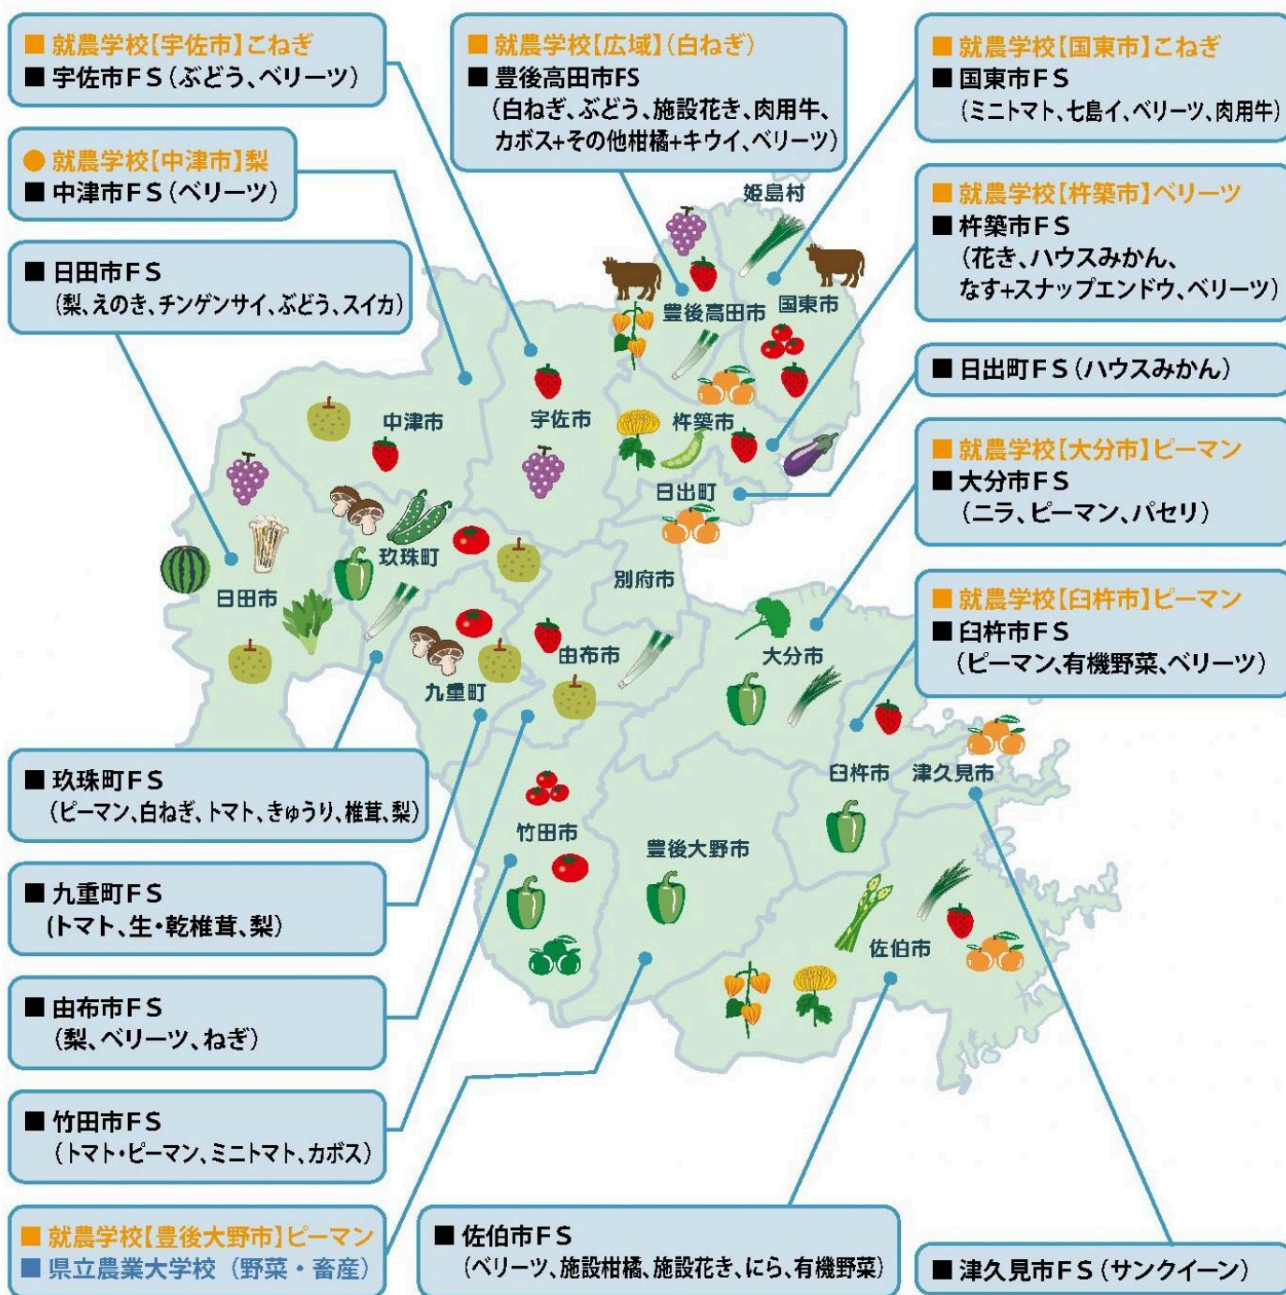 ■ 就農学校【宇佐市】こねぎ
■ 宇佐市ＦＳ（ぶどう、ベリーツ）
■ 就農学校【広域】（白ねぎ）
■ 豊後高田市FS
（白ねぎ、ぶどう、施設花き、肉用牛、
カボス+その他柑橘+キウイ、ベリーツ）
■ 就農学校【国東市】こねぎ
■ 国東市ＦＳ
（ミニトマト、七島イ、ベリーツ、肉用牛）
● 就農学校【中津市】梨
■ 中津市ＦＳ（ベリーツ）
■ 就農学校【杵築市】ベリーツ
■ 杵築市ＦＳ
（花き、ハウスみかん、
なす+スナップエンドウ、ベリーツ）
■ 日田市ＦＳ
（梨、えのき、チンゲンサイ、ぶどう、スイカ）
■ 日出町ＦＳ（ハウスみかん）
■ 就農学校【大分市】ピーマン
■ 大分市ＦＳ
（ニラ、ピーマン、パセリ）
■ 就農学校【臼杵市】ピーマン
■ 臼杵市ＦＳ
（ピーマン、有機野菜、ベリーツ）
姫島村
豊後高田市
国東市
中津市
宇佐市
杵築市
日出町
玖珠町
別府市
日田市
由布市
大分市
九重町
臼杵市
津久見市
竹田市
豊後大野市
佐伯市
■ 玖珠町ＦＳ
（ピーマン、白ねぎ、トマト、きゅうり、椎茸、梨）
■ 九重町ＦＳ
（トマト、生・乾椎茸、梨）
■ 由布市ＦＳ
（梨、ベリーツ、ねぎ）
■ 竹田市ＦＳ
（トマト・ピーマン、ミニトマト、カボス）
■ 就農学校【豊後大野市】ピーマン
■ 県立農業大学校（野菜・畜産）
■ 佐伯市ＦＳ
（ベリーツ、施設柑橘、施設花き、にら、有機野菜）
■ 津久見市ＦＳ（サンクイーン）